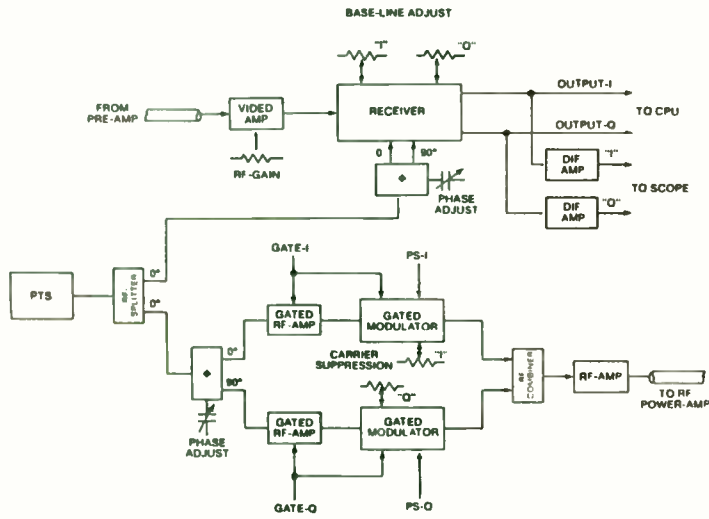 BASE-LINE ADJUST
"I"
"Q"
FROM
PRE-AMP
VIDEO
AMP
RECEIVER
OUTPUT-I
TO CPU
OUTPUT-Q
RF-GAIN
0
90°
DIF
AMP
"I"
TO SCOPE
Φ
PHASE
ADJUST
DIF
AMP
"Q"
GATE-I
PS-I
PTS
RF-
SPLITTER
0°
0°
GATED
RF-AMP
GATED
MODULATOR
0°
CARRIER
SUPPRESSION
"I"
Φ
90°
RF
COMBINER
RF-AMP
TO RF
POWER-AMP
"Q"
GATED
RF-AMP
GATED
MODULATOR
PHASE
ADJUST
GATE-Q
PS-Q